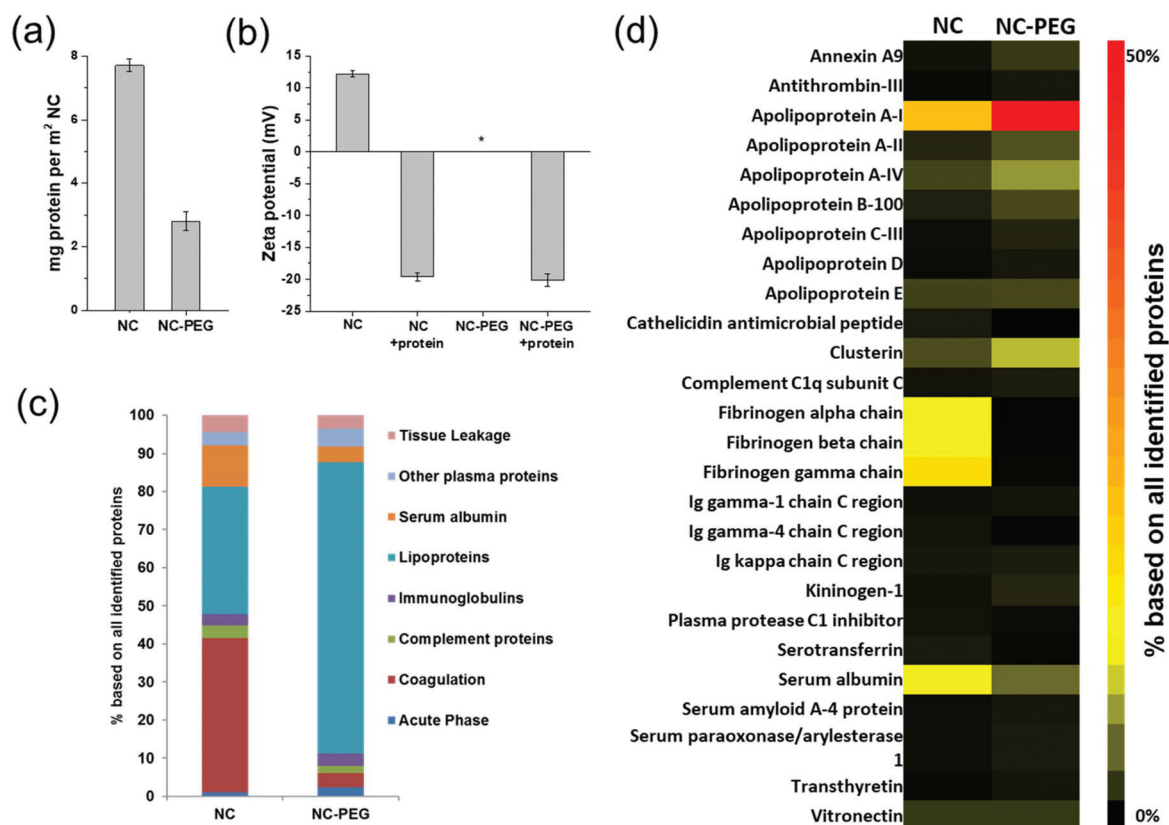 (a)
8
6
4
2
0
mg protein per m² NC
NC
NC-PEG
(b)
15
10
5
0
-5
-10
-15
-20
-25
Zeta potential (mV)
*
NC
NC
+protein
NC-PEG
NC-PEG
+protein
(c)
100
90
80
70
60
50
40
30
20
10
0
% based on all identified proteins
NC
NC-PEG
Tissue Leakage
Other plasma proteins
Serum albumin
Lipoproteins
Immunoglobulins
Complement proteins
Coagulation
Acute Phase
(d)
NC
NC-PEG
Annexin A9
Antithrombin-III
Apolipoprotein A-I
Apolipoprotein A-II
Apolipoprotein A-IV
Apolipoprotein B-100
Apolipoprotein C-III
Apolipoprotein D
Apolipoprotein E
Cathelicidin antimicrobial peptide
Clusterin
Complement C1q subunit C
Fibrinogen alpha chain
Fibrinogen beta chain
Fibrinogen gamma chain
Ig gamma-1 chain C region
Ig gamma-4 chain C region
Ig kappa chain C region
Kininogen-1
Plasma protease C1 inhibitor
Serotransferrin
Serum albumin
Serum amyloid A-4 protein
Serum paraoxonase/arylesterase
1
Transthyretin
Vitronectin
50%
% based on all identified proteins
0%